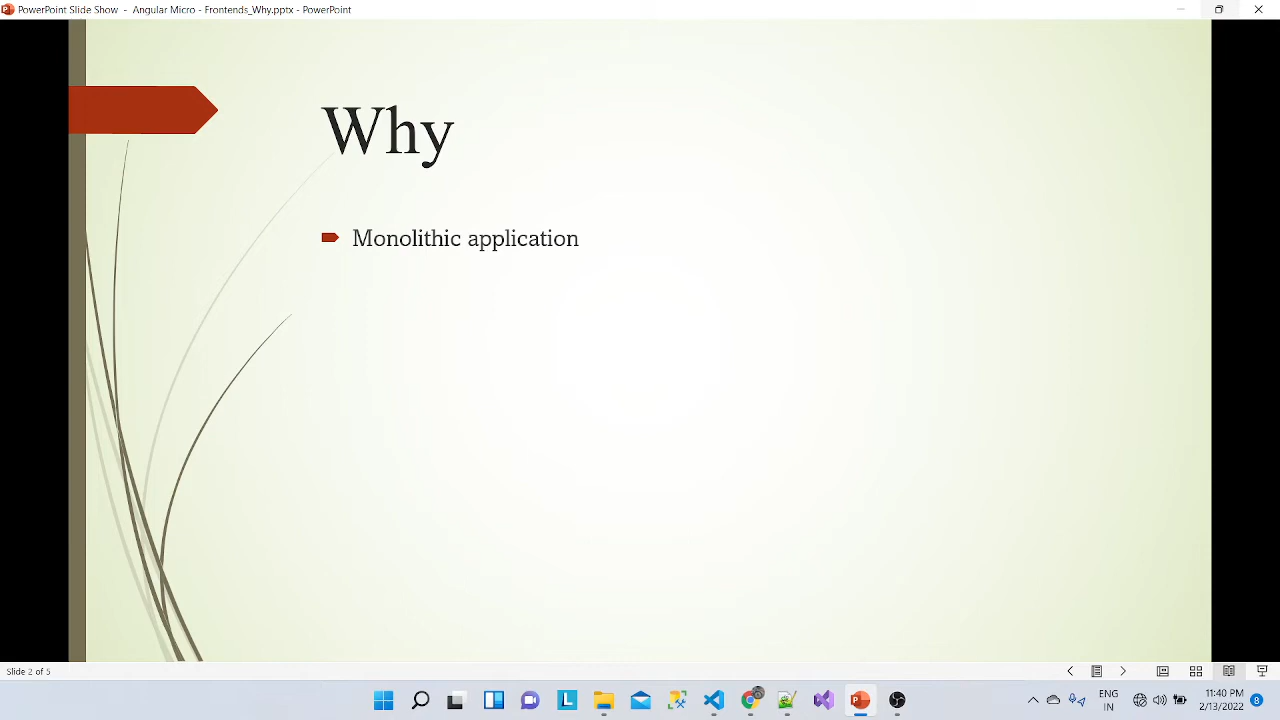 PowerPoint Slide Show - Angular Micro - Frontends_Why.pptx - PowerPoint
Why
Monolithic application
Slide 2 of 5
ENG
IN
11:40 PM
2/13/2022
8